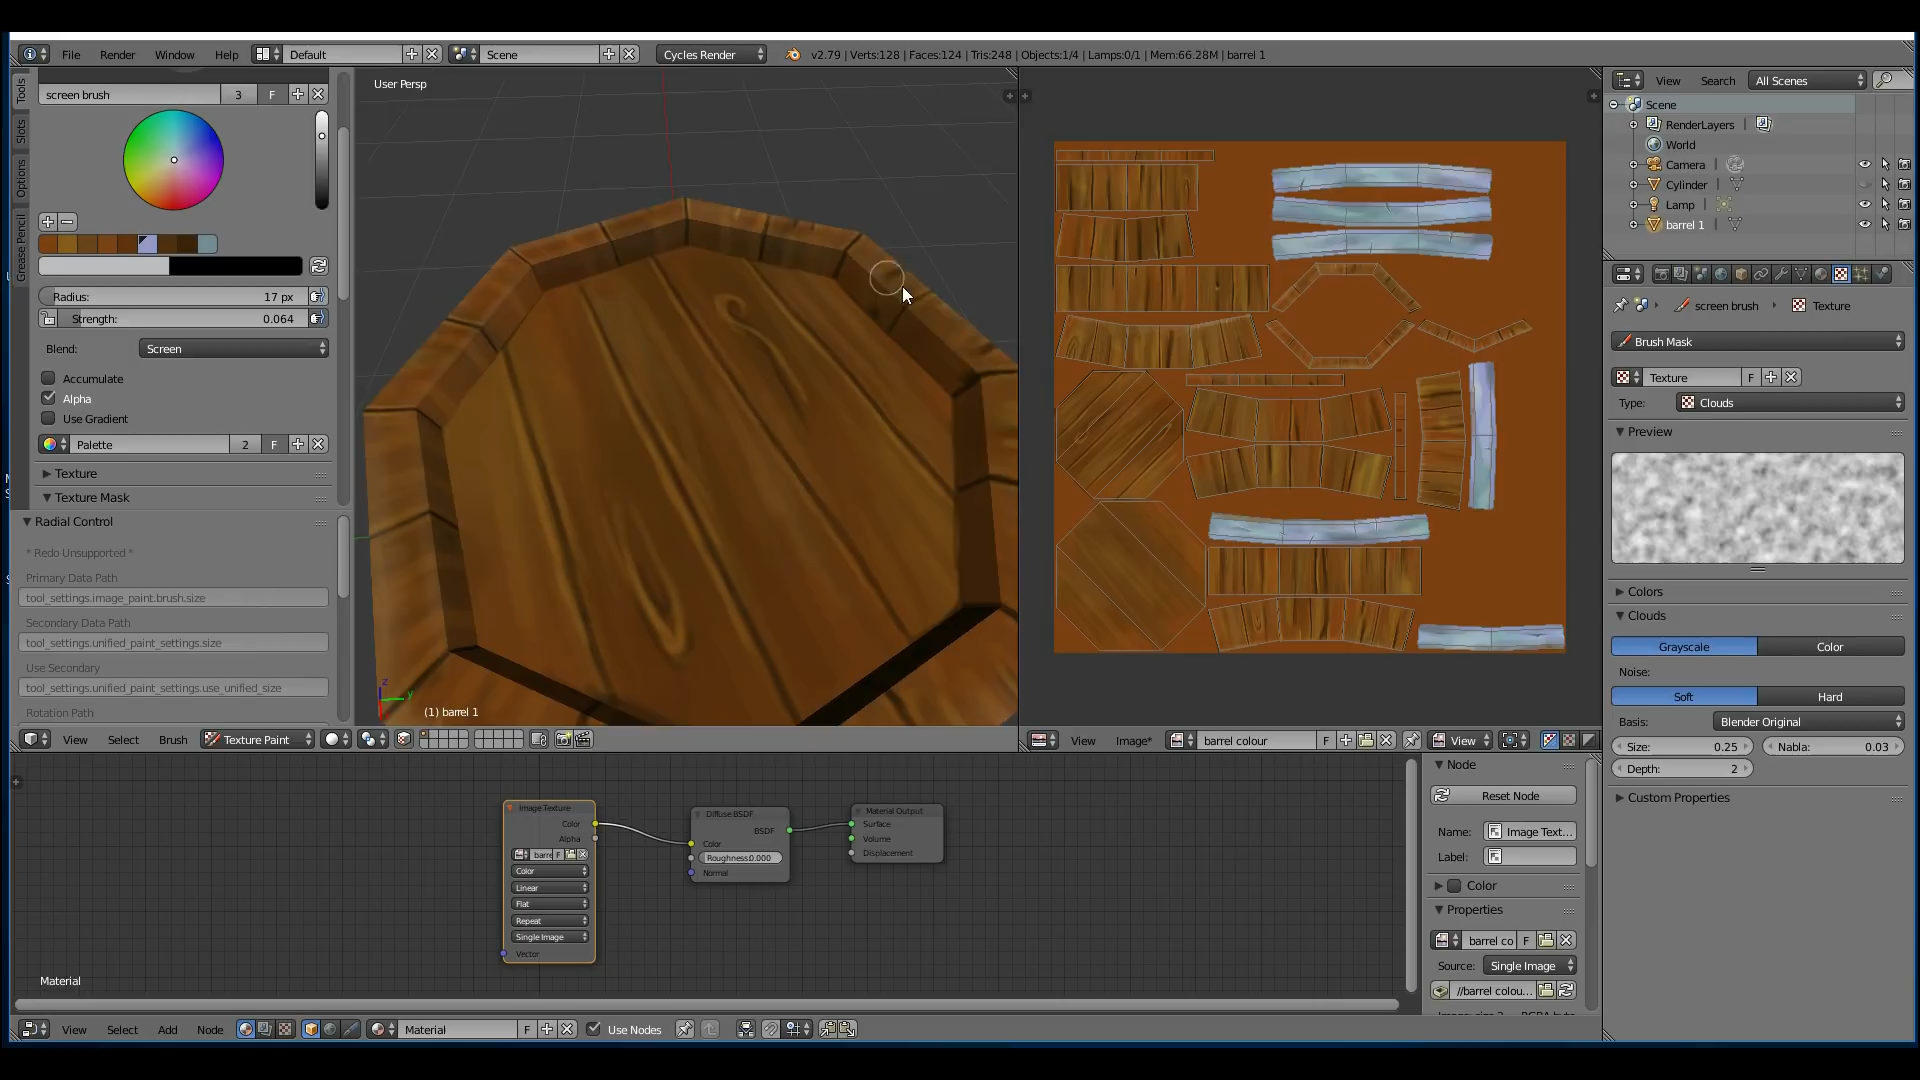 File Render Window Help Default Scene Cycles Render v2.79 | Verts:128 | Faces:124 | Tris:248 | Objects:1/4 | Lamps:0/1 | Mem:66.28M | barrel 1
Tools
Slots
Options
Grease Pencil
screen brush 3 F
Radius: 17 px
Strength: 0.064
Blend: Screen
Accumulate
Alpha
Use Gradient
Palette 2 F
Texture
Texture Mask
Radial Control
* Redo Unsupported *
Primary Data Path
tool_settings.image_paint.brush.size
Secondary Data Path
tool_settings.unified_paint_settings.size
Use Secondary
tool_settings.unified_paint_settings.use_unified_size
Rotation Path
User Persp
z
y
(1) barrel 1
View Select Brush Texture Paint
View Image* barrel colour F View
View Search All Scenes
Scene
RenderLayers |
World
Camera |
Cylinder |
Lamp |
barrel 1 |
screen brush Texture
Brush Mask
Texture F
Type: Clouds
Preview
Colors
Clouds
Grayscale Color
Noise:
Soft Hard
Basis: Blender Original
Size: 0.25 Nabla: 0.03
Depth: 2
Custom Properties
Image Texture
Color
Alpha
barre F
Color
Linear
Flat
Repeat
Single Image
Vector
Diffuse BSDF
BSDF
Color
Roughness:0.000
Normal
Material Output
Surface
Volume
Displacement
Material
Node
Reset Node
Name: Image Text...
Label:
Color
Properties
barrel co F
Source: Single Image
//barrel colou...
View Select Add Node Material F Use Nodes